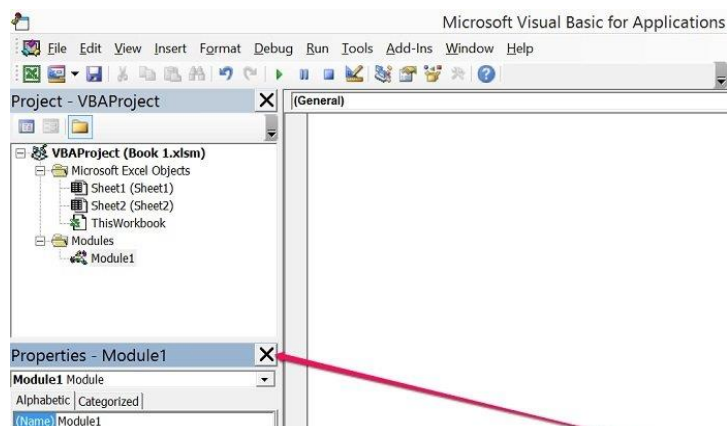 Microsoft Visual Basic for Applications
File Edit View Insert Format Debug Run Tools Add-Ins Window Help
Project - VBAProject
(General)
VBAProject (Book 1.xlsm)
Microsoft Excel Objects
Sheet1 (Sheet1)
Sheet2 (Sheet2)
ThisWorkbook
Modules
Module1
Properties - Module1
Module1 Module
Alphabetic Categorized
(Name) Module1